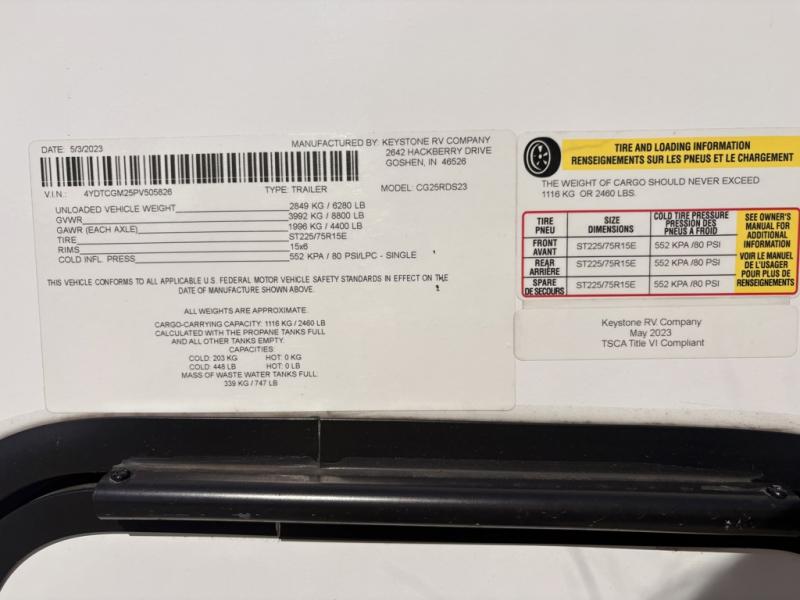 DATE: 5/3/2023
MANUFACTURED BY: KEYSTONE RV COMPANY
2642 HACKBERRY DRIVE
GOSHEN, IN 46526
V.I.N.: 4YDTCGM25PV505826 TYPE: TRAILER MODEL: CG25RDS23
UNLOADED VEHICLE WEIGHT 2849 KG / 6280 LB
GVWR 3992 KG / 8800 LB
GAWR (EACH AXLE) 1996 KG / 4400 LB
TIRE ST225/75R15E
RIMS 15x6
COLD INFL. PRESS 552 KPA / 80 PSI/LPC - SINGLE
THIS VEHICLE CONFORMS TO ALL APPLICABLE U.S. FEDERAL MOTOR VEHICLE SAFETY STANDARDS IN EFFECT ON THE
DATE OF MANUFACTURE SHOWN ABOVE.
ALL WEIGHTS ARE APPROXIMATE.
CARGO-CARRYING CAPACITY: 1116 KG / 2460 LB
CALCULATED WITH THE PROPANE TANKS FULL
AND ALL OTHER TANKS EMPTY.
CAPACITIES:
COLD: 203 KG HOT: 0 KG
COLD: 448 LB HOT: 0 LB
MASS OF WASTE WATER TANKS FULL:
339 KG / 747 LB
TIRE AND LOADING INFORMATION
RENSEIGNEMENTS SUR LES PNEUS ET LE CHARGEMENT
THE WEIGHT OF CARGO SHOULD NEVER EXCEED
1116 KG OR 2460 LBS.
TIRE
PNEU
SIZE
DIMENSIONS
COLD TIRE PRESSURE
PRESSION DES
PNEUS A FROID
FRONT
AVANT
ST225/75R15E
552 KPA /80 PSI
REAR
ARRIÈRE
ST225/75R15E
552 KPA /80 PSI
SPARE
DE SECOURS
ST225/75R15E
552 KPA /80 PSI
SEE OWNER'S
MANUAL FOR
ADDITIONAL
INFORMATION
VOIR LE MANUEL
DE L'USAGER
POUR PLUS DE
RENSEIGNEMENTS
Keystone RV Company
May 2023
TSCA Title VI Compliant